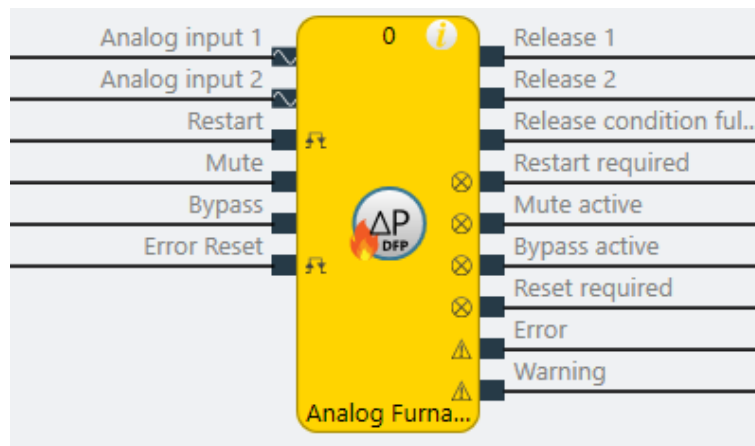 Analog input 1
Analog input 2
Restart
Mute
Bypass
Error Reset
0
i
ΔP
DFP
Analog Furna...
Release 1
Release 2
Release condition ful...
Restart required
Mute active
Bypass active
Reset required
Error
Warning